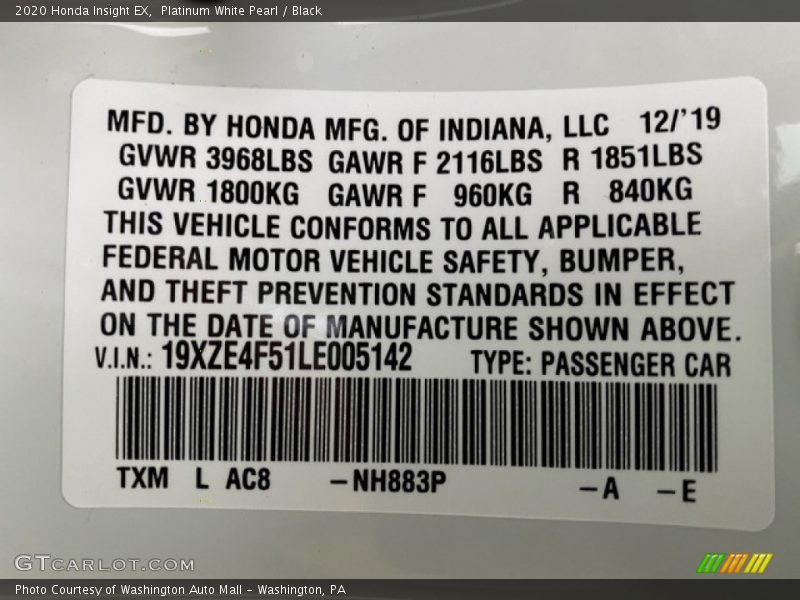 2020 Honda Insight EX,  Platinum White Pearl / Black
MFD. BY HONDA MFG. OF INDIANA, LLC 12/'19
GVWR 3968LBS GAWR F 2116LBS R 1851LBS
GVWR 1800KG GAWR F 960KG R 840KG
THIS VEHICLE CONFORMS TO ALL APPLICABLE
FEDERAL MOTOR VEHICLE SAFETY, BUMPER,
AND THEFT PREVENTION STANDARDS IN EFFECT
ON THE DATE OF MANUFACTURE SHOWN ABOVE.
V.I.N.: 19XZE4F51LE005142 TYPE: PASSENGER CAR
TXM L AC8 –NH883P –A –E
GTCARLOT.COM
Photo Courtesy of Washington Auto Mall – Washington, PA